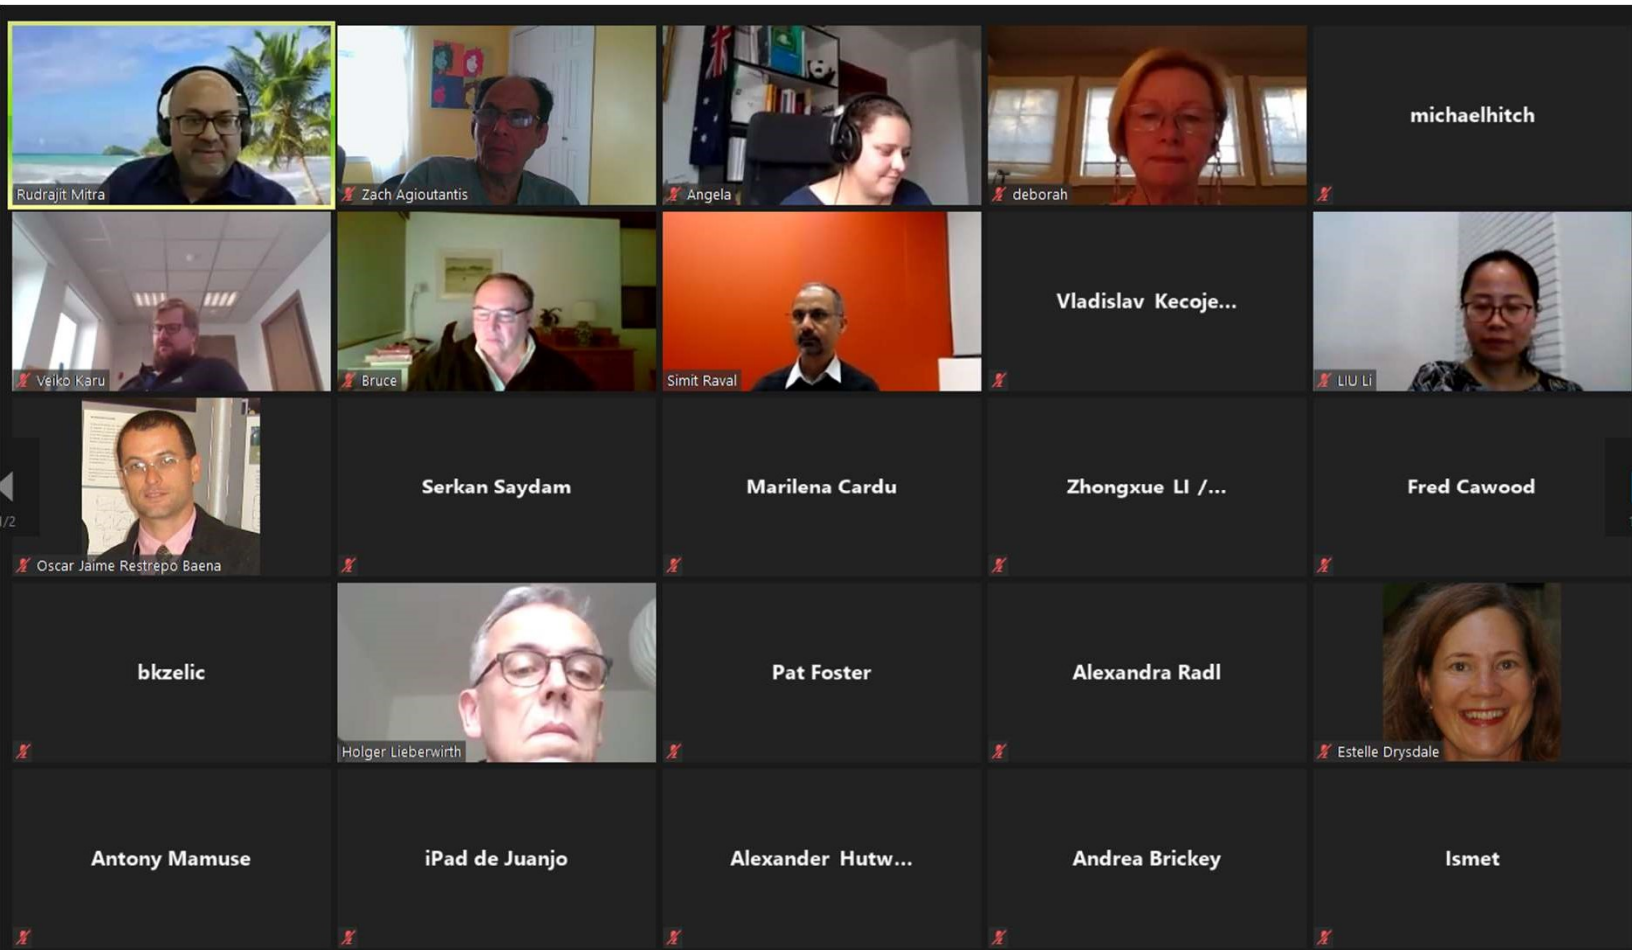 Rudrajit Mitra
Zach Agioutantis
Angela
deborah
michaelhitch
Veiko Karu
Bruce
Simit Raval
Vladislav Kecoje...
LIU Li
Oscar Jaime Restrepo Baena
Serkan Saydam
Marilena Cardu
Zhongxue LI /...
Fred Cawood
1/2
bkzelic
Holger Lieberwirth
Pat Foster
Alexandra Radl
Estelle Drysdale
Antony Mamuse
iPad de Juanjo
Alexander Hutw...
Andrea Brickey
Ismet